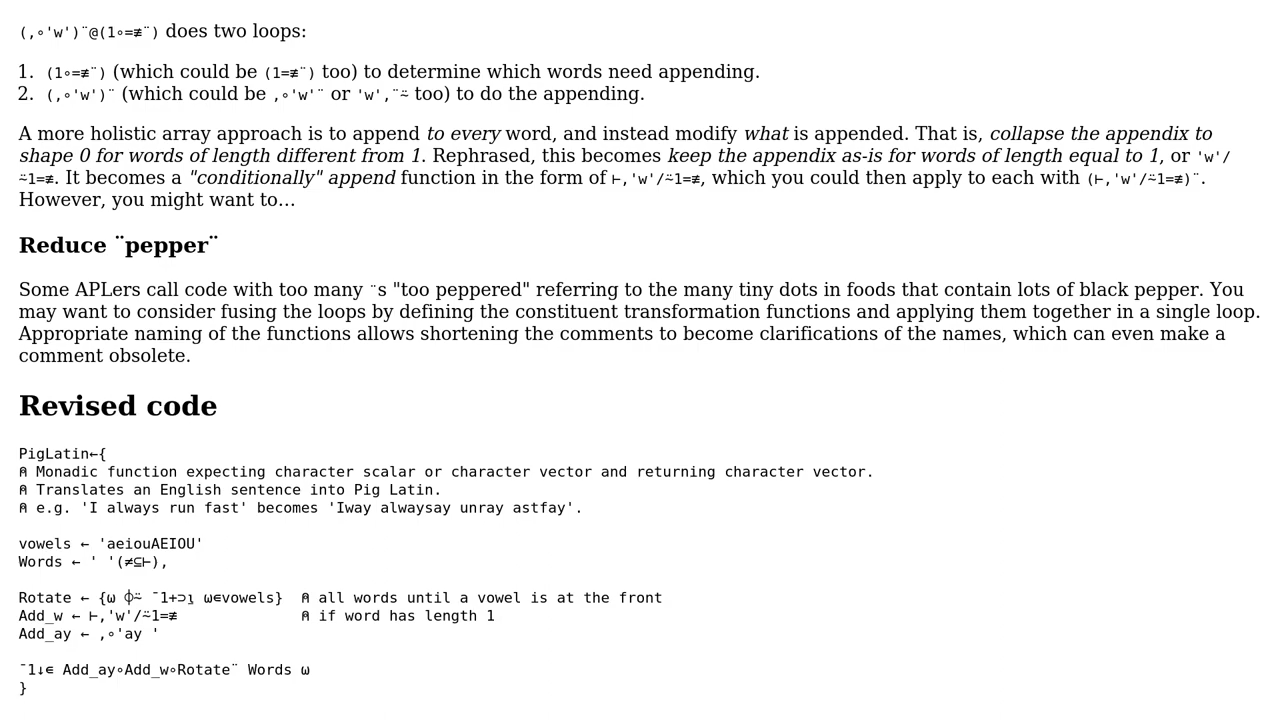 (,∘'w')¨@(1∘=≢¨) does two loops:
1. (1∘=≢¨) (which could be (1=≢¨) too) to determine which words need appending.
2. (,∘'w')¨ (which could be ,∘'w'¨ or 'w',¨⍨ too) to do the appending.
A more holistic array approach is to append to every word, and instead modify what is appended. That is, collapse the appendix to
shape 0 for words of length different from 1. Rephrased, this becomes keep the appendix as-is for words of length equal to 1, or 'w'/
⍨1=≢. It becomes a "conditionally" append function in the form of ⊢,'w'/⍨1=≢, which you could then apply to each with (⊢,'w'/⍨1=≢)¨.
However, you might want to…
Reduce ¨pepper¨
Some APLers call code with too many ¨s "too peppered" referring to the many tiny dots in foods that contain lots of black pepper. You
may want to consider fusing the loops by defining the constituent transformation functions and applying them together in a single loop.
Appropriate naming of the functions allows shortening the comments to become clarifications of the names, which can even make a
comment obsolete.
Revised code
PigLatin←{
⍝ Monadic function expecting character scalar or character vector and returning character vector.
⍝ Translates an English sentence into Pig Latin.
⍝ e.g. 'I always run fast' becomes 'Iway alwaysay unray astfay'.
vowels ← 'aeiouAEIOU'
Words ← ' '(≠⊆⊢),
Rotate ← {⍵ ⌽⍨ ¯1+⊃⍸ ⍵∊vowels}  ⍝ all words until a vowel is at the front
Add_w ← ⊢,'w'/⍨1=≢              ⍝ if word has length 1
Add_ay ← ,∘'ay '
¯1↓∊ Add_ay∘Add_w∘Rotate¨ Words ⍵
}